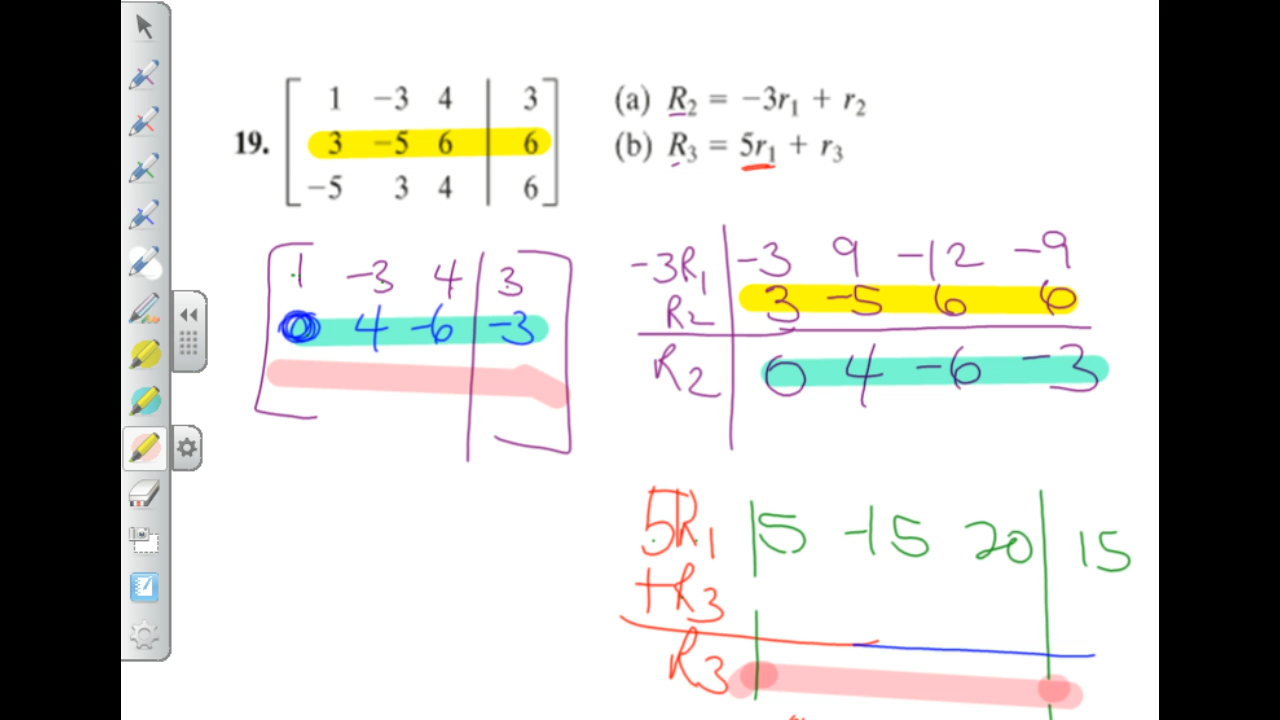 19. [ 1 −3 4 | 3 ] (a) R₂ = −3r₁ + r₂
[ 3 −5 6 | 6 ] (b) R₃ = 5r₁ + r₃
[ −5 3 4 | 6 ]
1 -3 4 | 3
0 4 -6 | -3
-3R₁ | -3 9 -12 -9
R₂ | 3 -5 6 6
R₂ | 0 4 -6 -3
5R₁ | 5 -15 20 | 15
+R₃
R₃